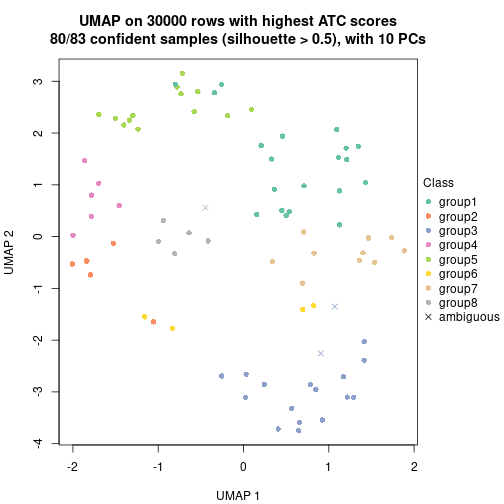 UMAP on 30000 rows with highest ATC scores
80/83 confident samples (silhouette > 0.5), with 10 PCs
3
2
1
0
-1
-2
-3
-4
UMAP 2
-2
-1
0
1
2
UMAP 1
Class
group1
group2
group3
group4
group5
group6
group7
group8
ambiguous